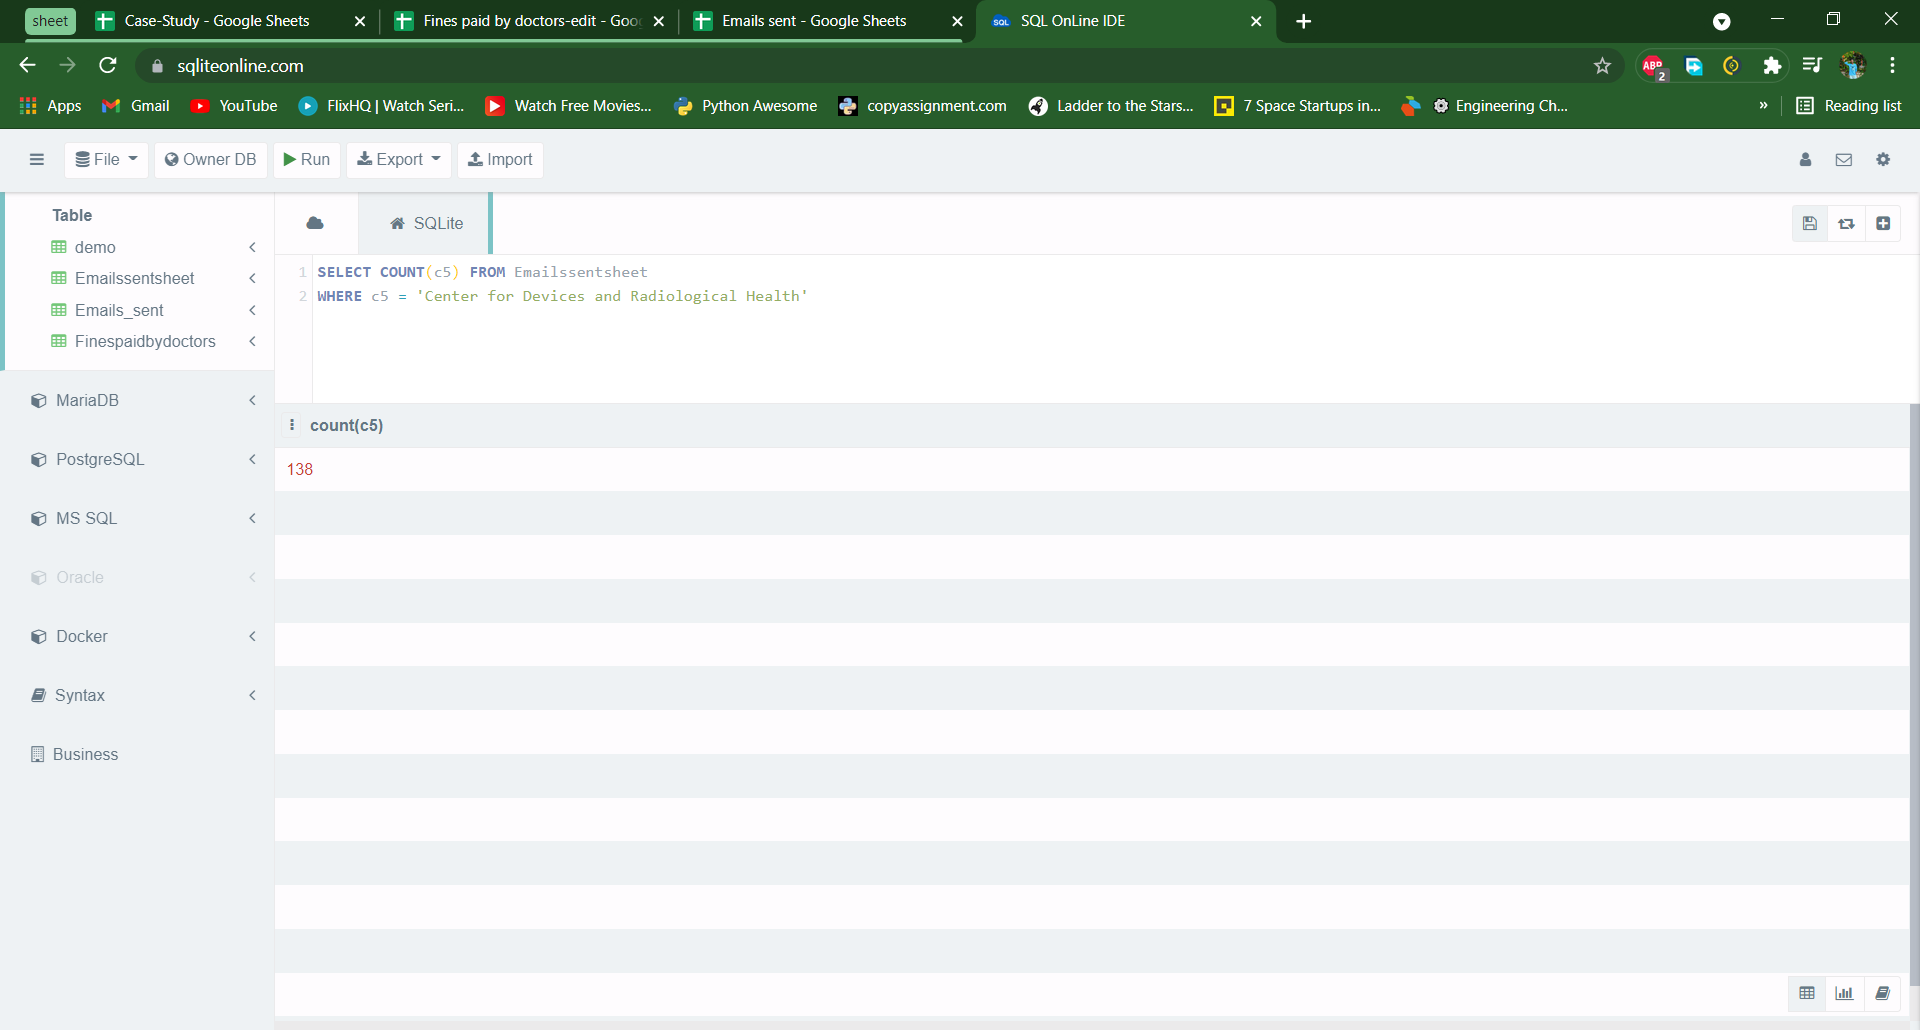 sheet
Case-Study - Google Sheets
Fines paid by doctors-edit - Goo
Emails sent - Google Sheets
SQL
SQL OnLine IDE
sqliteonline.com
ABP
2
Apps
Gmail
YouTube
FlixHQ | Watch Seri...
Watch Free Movies...
Python Awesome
copyassignment.com
Ladder to the Stars...
7 Space Startups in...
Engineering Ch...
»
Reading list
File
Owner DB
Run
Export
Import
Table
demo
Emailssentsheet
Emails_sent
Finespaidbydoctors
MariaDB
PostgreSQL
MS SQL
Oracle
Docker
Syntax
Business
SQLite
1 SELECT COUNT(c5) FROM Emailssentsheet
2 WHERE c5 = 'Center for Devices and Radiological Health'
count(c5)
138